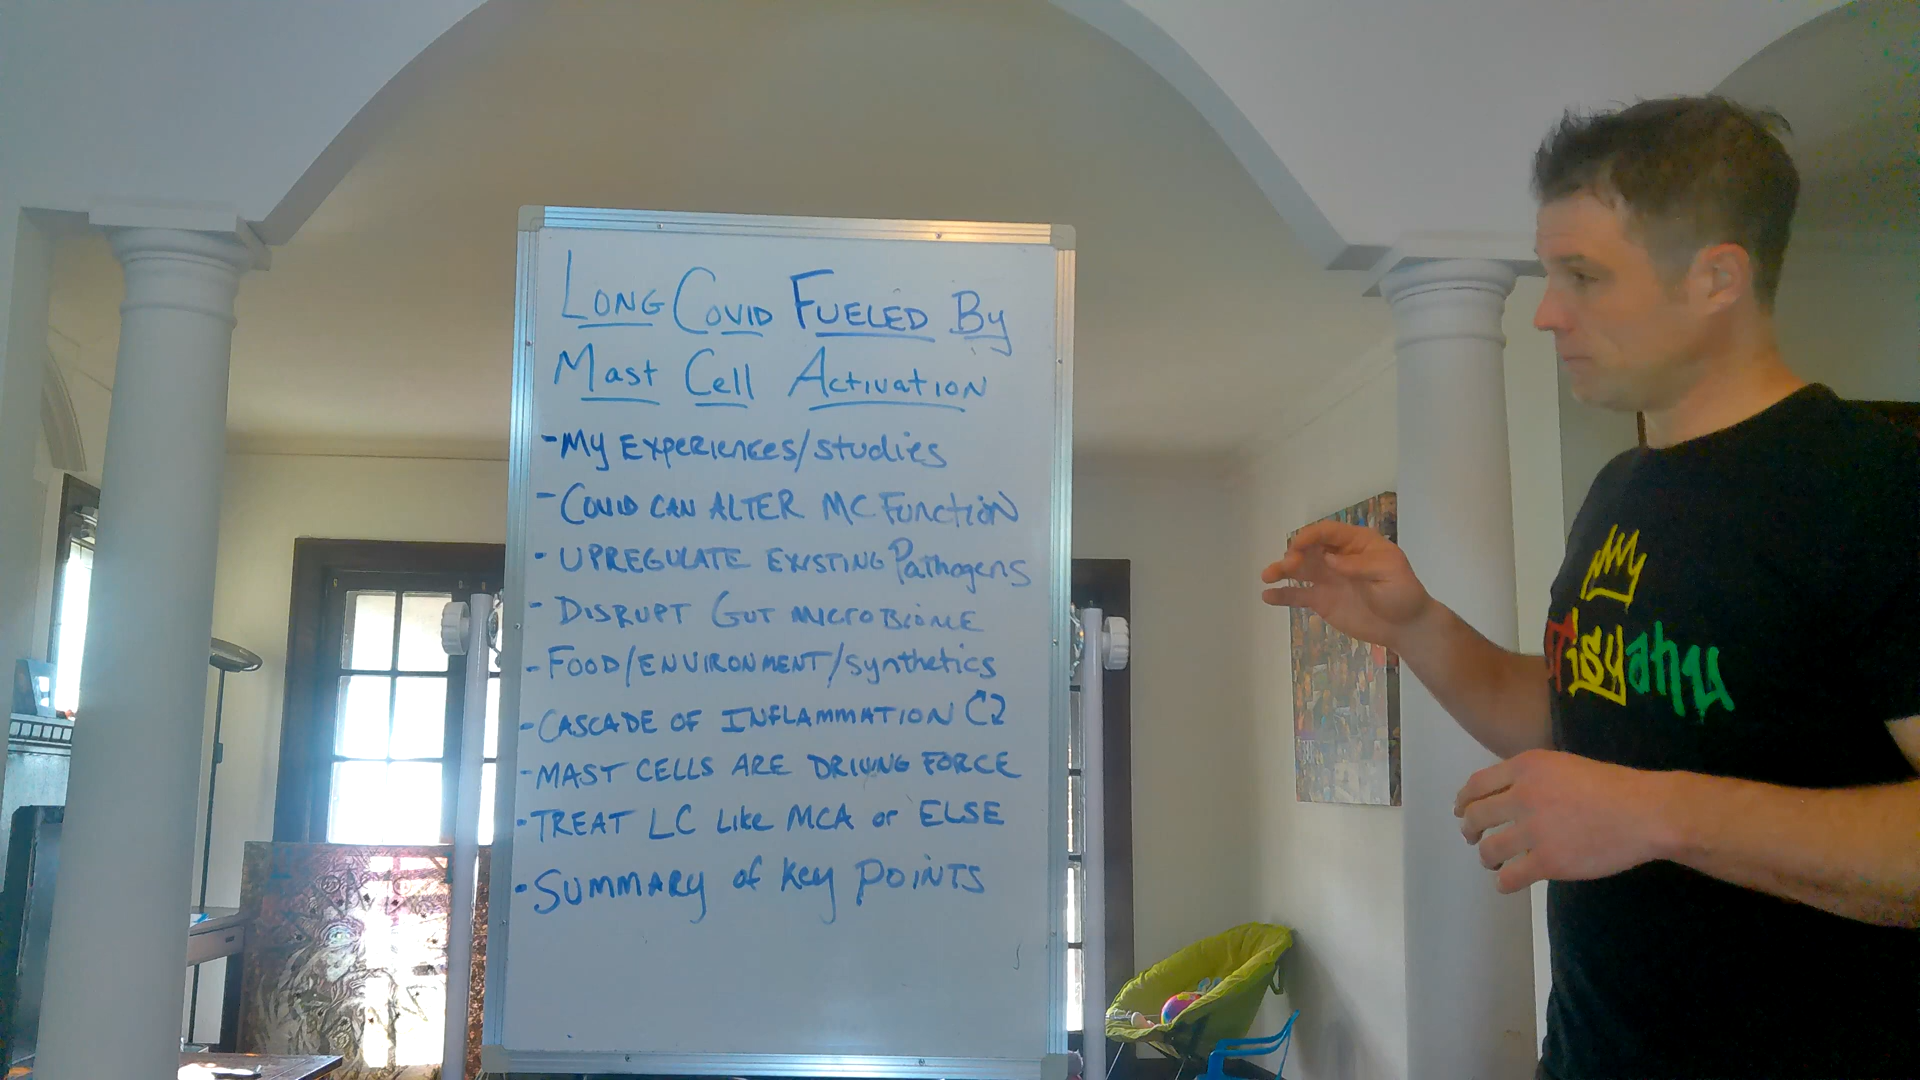 Long Covid Fueled By
Mast Cell Activation
- My Experiences/studies
- Covid can alter MC Function
- Upregulate Existing Pathogens
- Disrupt Gut microbiome
- Food/Environment/synthetics
- Cascade of Inflammation
- Mast cells are driving force
- Treat LC Like MCA or ELSE
- Summary of Key Points
isyahu